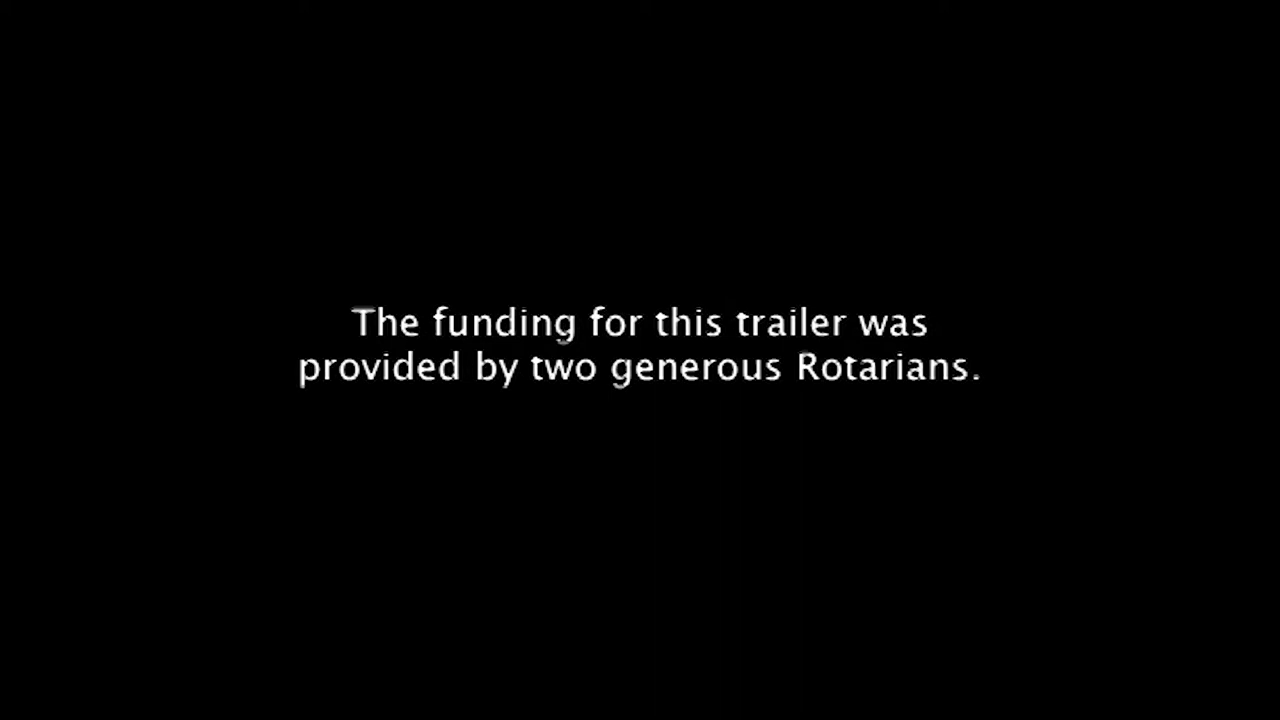 The funding for this trailer was
provided by two generous Rotarians.